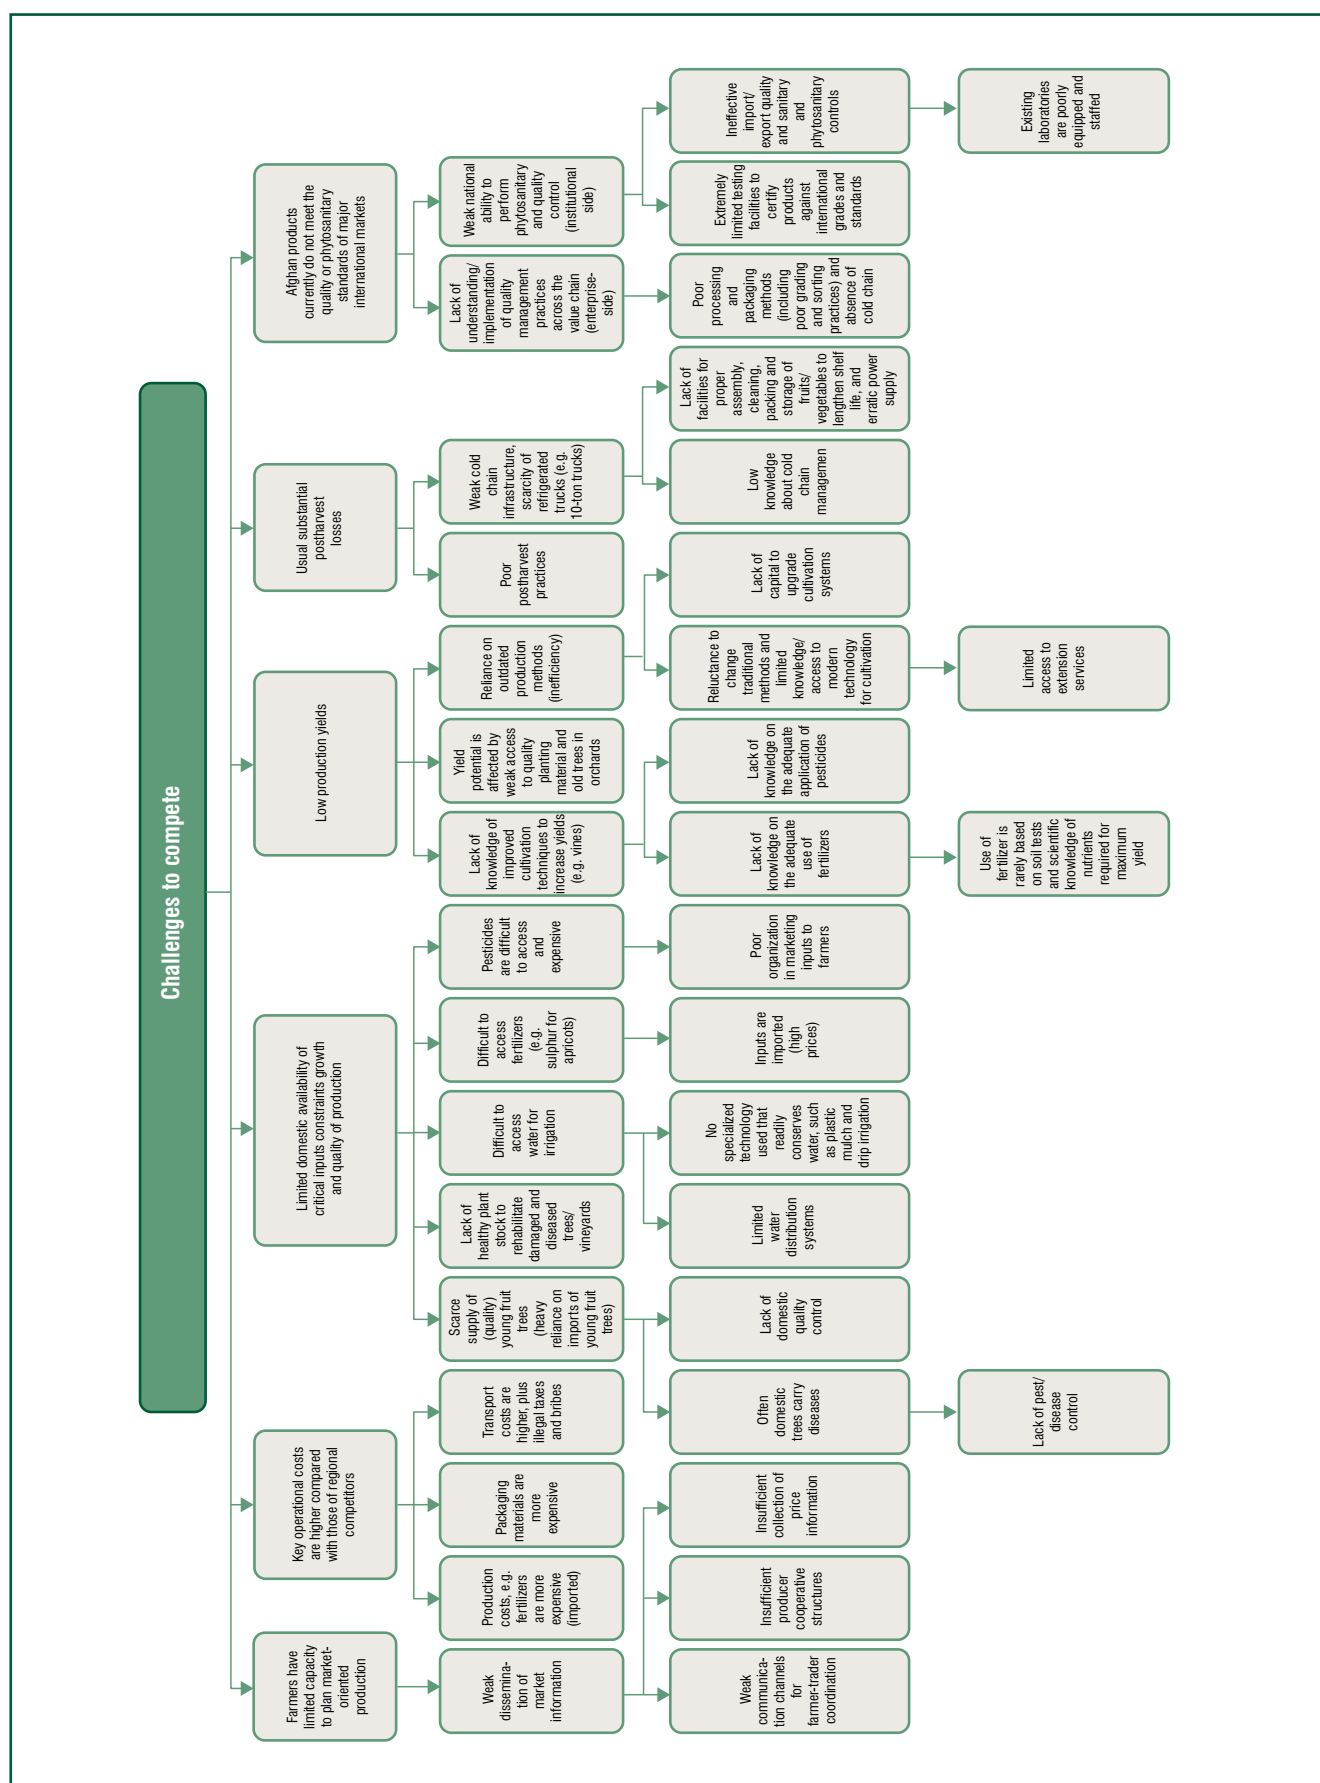 Challenges to compete
Farmers have
limited capacity
to plan market-
oriented
production
Key operational costs
are higher compared
with those of regional
competitors
Limited domestic availability of
critical inputs constraints growth
and quality of production
Low production yields
Usual substantial
postharvest
losses
Afghan products
currently do not meet the
quality or phytosanitary
standards of major
international markets
Weak
dissemina-
tion of
market
information
Production
costs, e.g.
fertilizers
are more
expensive
(imported)
Packaging
materials are
more
expensive
Transport
costs are
higher, plus
illegal taxes
and bribes
Scarce
supply of
(quality)
young fruit
trees
(heavy
reliance on
imports of
young fruit
trees)
Lack of
healthy plant
stock to
rehabilitate
damaged and
diseased
trees/
vineyards
Difficult to
access
water for
irrigation
Difficult to
access
fertilizers
(e.g.
sulphur for
apricots)
Pesticides
are difficult
to access
and
expensive
Lack of
knowledge of
improved
cultivation
techniques to
increase yields
(e.g. vines)
Yield
potential is
affected by
weak access
to quality
planting
material and
old trees in
orchards
Reliance on
outdated
production
methods
(inefficiency)
Poor
postharvest
practices
Weak cold
chain
infrastructure,
scarcity of
refrigerated
trucks (e.g.
10-ton trucks)
Lack of
understanding/
implementation
of quality
management
practices
across the
value chain
(enterprise-
side)
Weak national
ability to
perform
phytosanitary
and quality
control
(institutional
side)
Weak
communica-
tion channels
for
farmer-trader
coordination
Insufficient
producer
cooperative
structures
Insufficient
collection of
price
information
Often
domestic
trees carry
diseases
Lack of
domestic
quality
control
Limited
water
distribution
systems
No
specialized
technology
used that
readily
conserves
water, such
as plastic
mulch and
drip irrigation
Inputs are
imported
(high
prices)
Poor
organization
in marketing
inputs to
farmers
Lack of
knowledge on
the adequate
use of
fertilizers
Lack of
knowledge on
the adequate
application of
pesticides
Reluctance to
change
traditional
methods and
limited
knowledge/
access to
modern
technology
for cultivation
Lack of
capital to
upgrade
cultivation
systems
Low
knowledge
about cold
chain
managemen
Lack of
facilities for
proper
assembly,
cleaning,
packing and
storage of
fruits/
vegetables to
lengthen shelf
life, and
erratic power
supply
Poor
processing
and
packaging
methods
(including
poor grading
and sorting
practices) and
absence of
cold chain
Extremely
limited testing
facilities to
certify
products
against
international
grades and
standards
Ineffective
import/
export quality
and sanitary
and
phytosanitary
controls
Lack of pest/
disease
control
Use of
fertilizer is
rarely based
on soil tests
and scientific
knowledge of
nutrients
required for
maximum
yield
Limited
access to
extension
services
Existing
laboratories
are poorly
equipped and
staffed